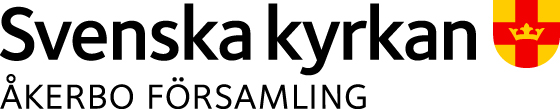 Svenska kyrkan
ÅKERBO FÖRSAMLING